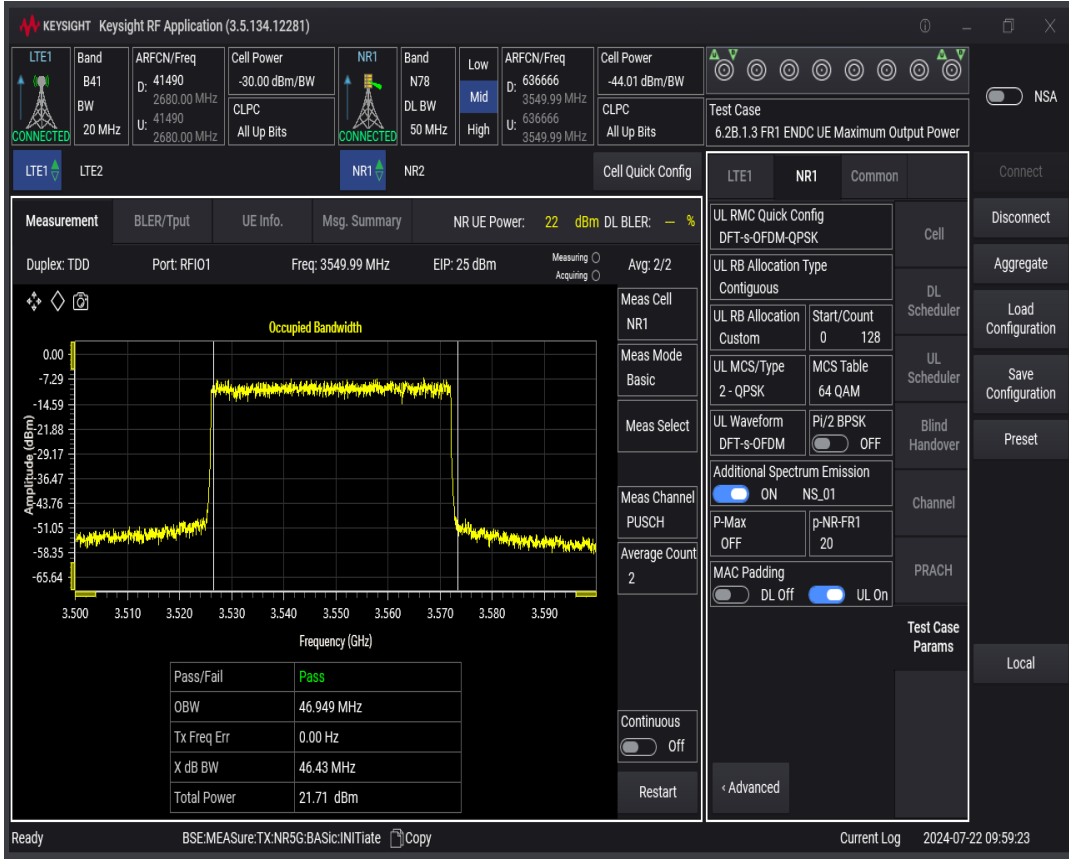 KEYSIGHT Keysight RF Application (3.5.134.12281)
LTE1
CONNECTED
Band
B41
BW
20 MHz
ARFCN/Freq
D: 41490
2680.00 MHz
U: 41490
2680.00 MHz
Cell Power
-30.00 dBm/BW
CLPC
All Up Bits
NR1
CONNECTED
Band
N78
DL BW
50 MHz
Low
Mid
High
ARFCN/Freq
D: 636666
3549.99 MHz
U: 636666
3549.99 MHz
Cell Power
-44.01 dBm/BW
CLPC
All Up Bits
Test Case
6.2B.1.3 FR1 ENDC UE Maximum Output Power
NSA
LTE1 LTE2 NR1 NR2 Cell Quick Config
Measurement BLER/Tput UE Info. Msg. Summary NR UE Power: 22 dBm DL BLER: -- %
Duplex: TDD Port: RFIO1 Freq: 3549.99 MHz EIP: 25 dBm Measuring Avg: 2/2
Acquiring
Occupied Bandwidth
Amplitude (dBm)
0.00
-7.29
-14.59
-21.88
-29.17
-36.47
-43.76
-51.05
-58.35
-65.64
3.500 3.510 3.520 3.530 3.540 3.550 3.560 3.570 3.580 3.590
Frequency (GHz)
Pass/Fail Pass
OBW 46.949 MHz
Tx Freq Err 0.00 Hz
X dB BW 46.43 MHz
Total Power 21.71 dBm
Meas Cell
NR1
Meas Mode
Basic
Meas Select
Meas Channel
PUSCH
Average Count
2
Continuous
Off
Restart
LTE1 NR1 Common
UL RMC Quick Config
DFT-s-OFDM-QPSK
UL RB Allocation Type
Contiguous
UL RB Allocation Start/Count
Custom 0 128
UL MCS/Type MCS Table
2 - QPSK 64 QAM
UL Waveform Pi/2 BPSK
DFT-s-OFDM OFF
Additional Spectrum Emission
ON NS_01
P-Max p-NR-FR1
OFF 20
MAC Padding
DL Off UL On
‹ Advanced
Cell
DL
Scheduler
UL
Scheduler
Blind
Handover
Channel
PRACH
Test Case
Params
Connect
Disconnect
Aggregate
Load
Configuration
Save
Configuration
Preset
Local
Ready BSE:MEASure:TX:NR5G:BASic:INITiate Copy Current Log 2024-07-22 09:59:23